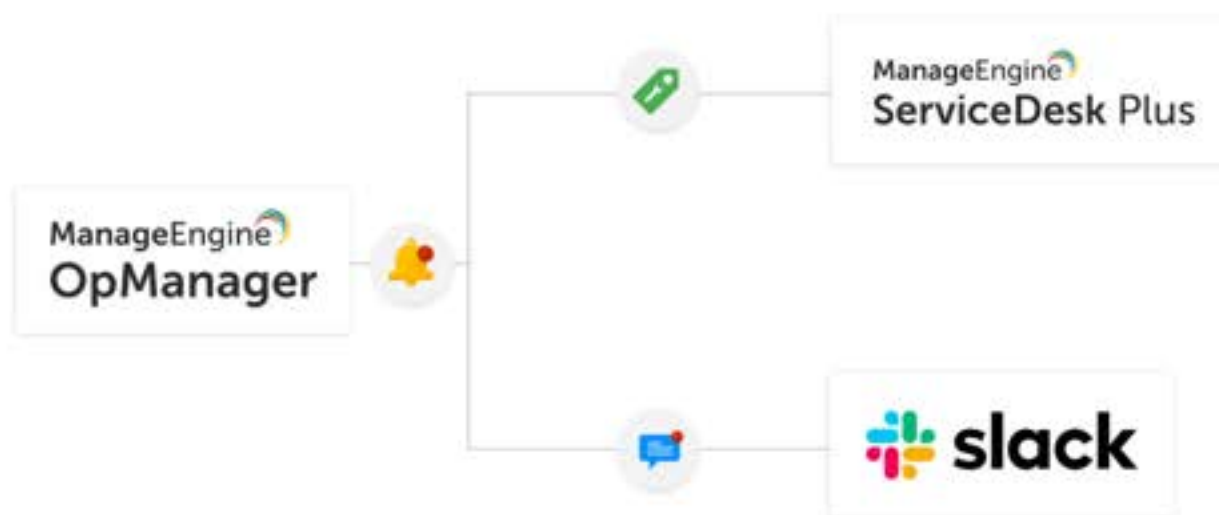 ManageEngine
ServiceDesk Plus
ManageEngine
OpManager
slack